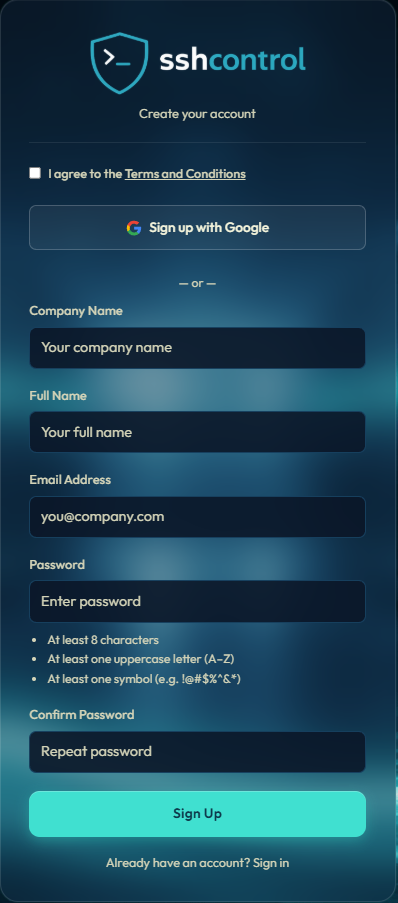 sshcontrol
Create your account
I agree to the Terms and Conditions
Sign up with Google
— or —
Company Name
Your company name
Full Name
Your full name
Email Address
you@company.com
Password
Enter password
• At least 8 characters
• At least one uppercase letter (A–Z)
• At least one symbol (e.g. !@#$%^&*)
Confirm Password
Repeat password
Sign Up
Already have an account? Sign in